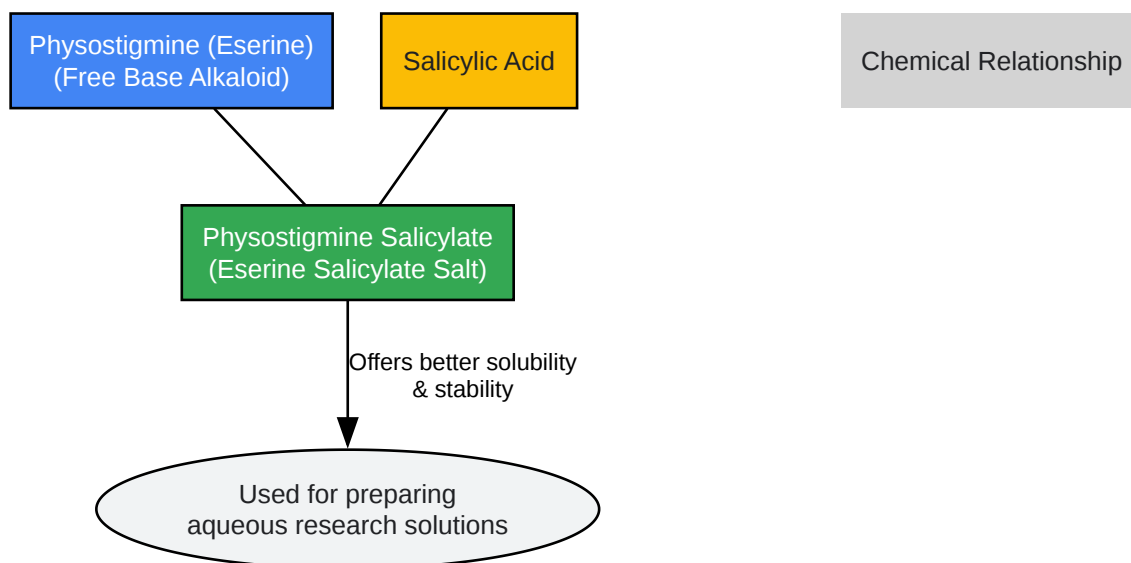 Physostigmine (Eserine)
(Free Base Alkaloid)
Salicylic Acid
Chemical Relationship
Physostigmine Salicylate
(Eserine Salicylate Salt)
Offers better solubility
& stability
Used for preparing
aqueous research solutions